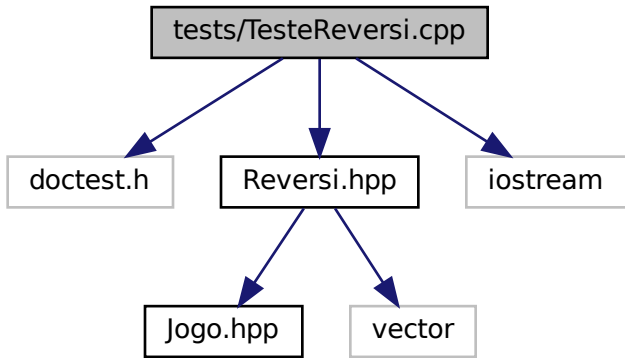 tests/TesteReversi.cpp
doctest.h
Reversi.hpp
iostream
Jogo.hpp
vector